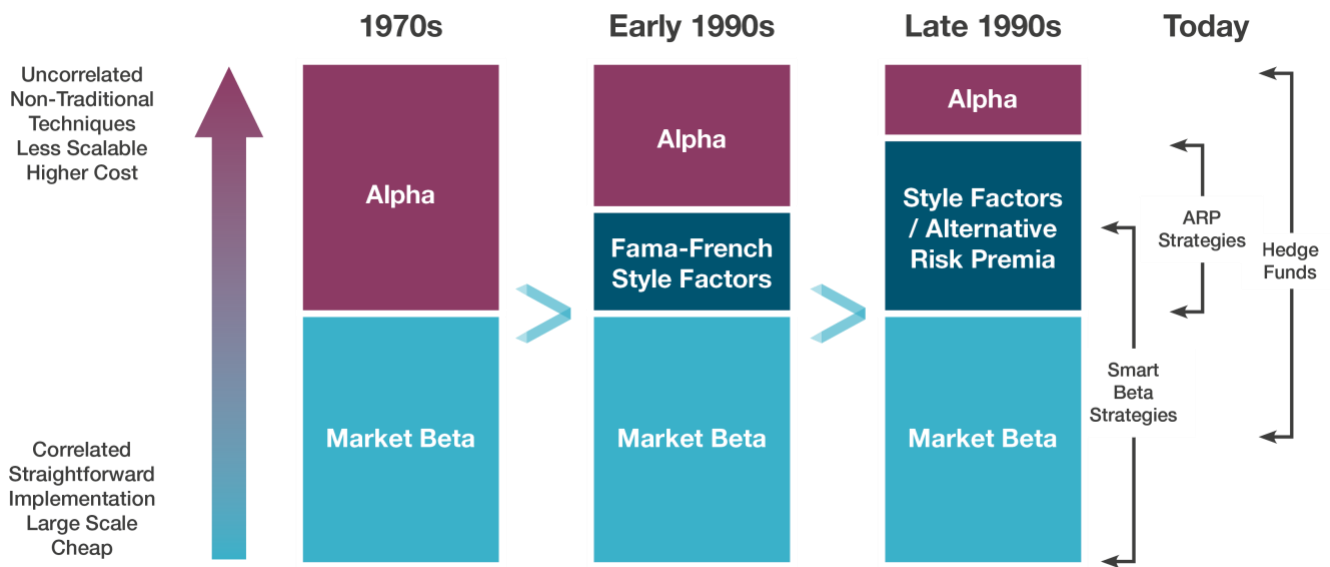 1970s
Early 1990s
Late 1990s
Today
Uncorrelated
Non-Traditional
Techniques
Less Scalable
Higher Cost
Correlated
Straightforward
Implementation
Large Scale
Cheap
Alpha
Market Beta
Alpha
Fama-French
Style Factors
Market Beta
Alpha
Style Factors
/ Alternative
Risk Premia
Market Beta
Smart
Beta
Strategies
ARP
Strategies
Hedge
Funds